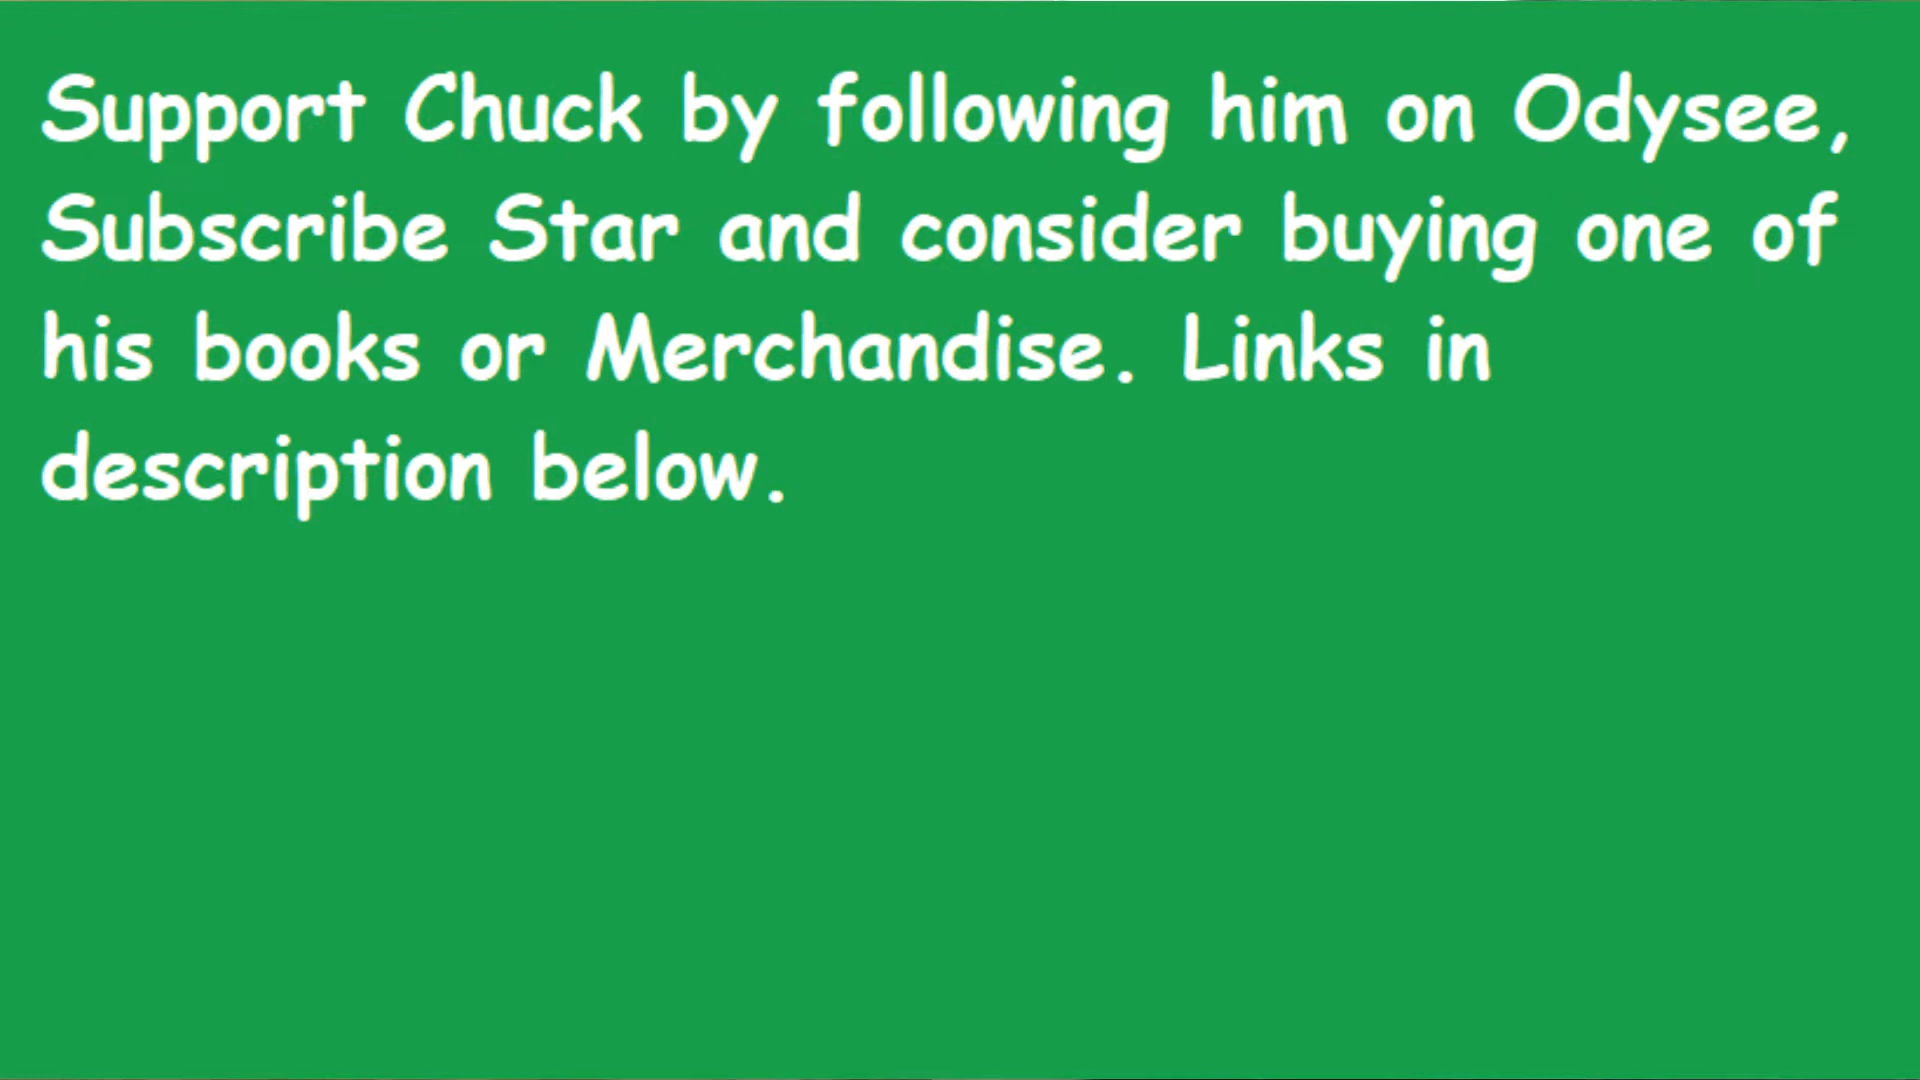 Support Chuck by following him on Odysee,
Subscribe Star and consider buying one of
his books or Merchandise. Links in
description below.